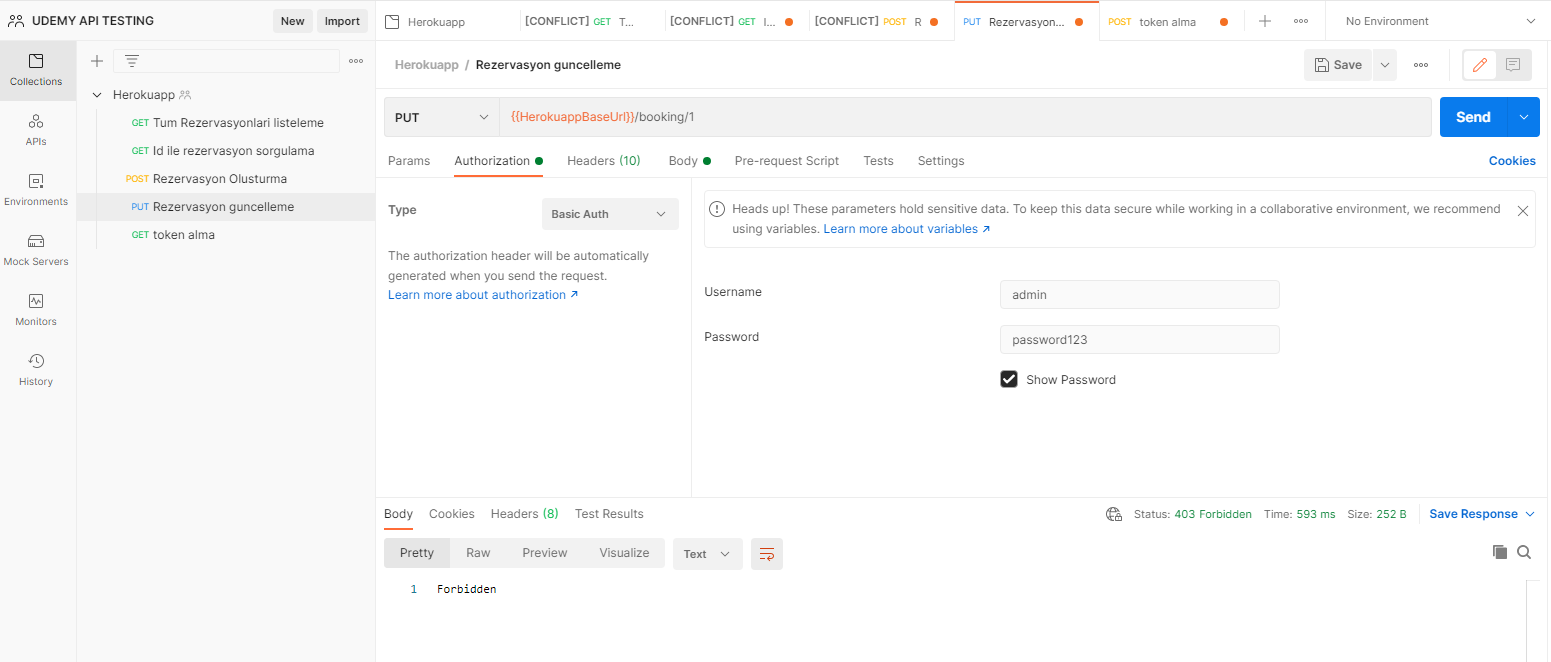 UDEMY API TESTING
New
Import
Herokuapp
[CONFLICT] GET T...
[CONFLICT] GET I...
[CONFLICT] POST R
PUT Rezervasyon...
POST token alma
No Environment
Collections
APIs
Environments
Mock Servers
Monitors
History
Herokuapp
GET Tum Rezervasyonlari listeleme
GET Id ile rezervasyon sorgulama
POST Rezervasyon Olusturma
PUT Rezervasyon guncelleme
GET token alma
Herokuapp / Rezervasyon guncelleme
Save
PUT
{{HerokuappBaseUrl}}/booking/1
Send
Params
Authorization
Headers (10)
Body
Pre-request Script
Tests
Settings
Cookies
Type
Basic Auth
The authorization header will be automatically
generated when you send the request.
Learn more about authorization ↗
Heads up! These parameters hold sensitive data. To keep this data secure while working in a collaborative environment, we recommend
using variables. Learn more about variables ↗
Username
admin
Password
password123
Show Password
Body
Cookies
Headers (8)
Test Results
Status: 403 Forbidden
Time: 593 ms
Size: 252 B
Save Response
Pretty
Raw
Preview
Visualize
Text
1 Forbidden